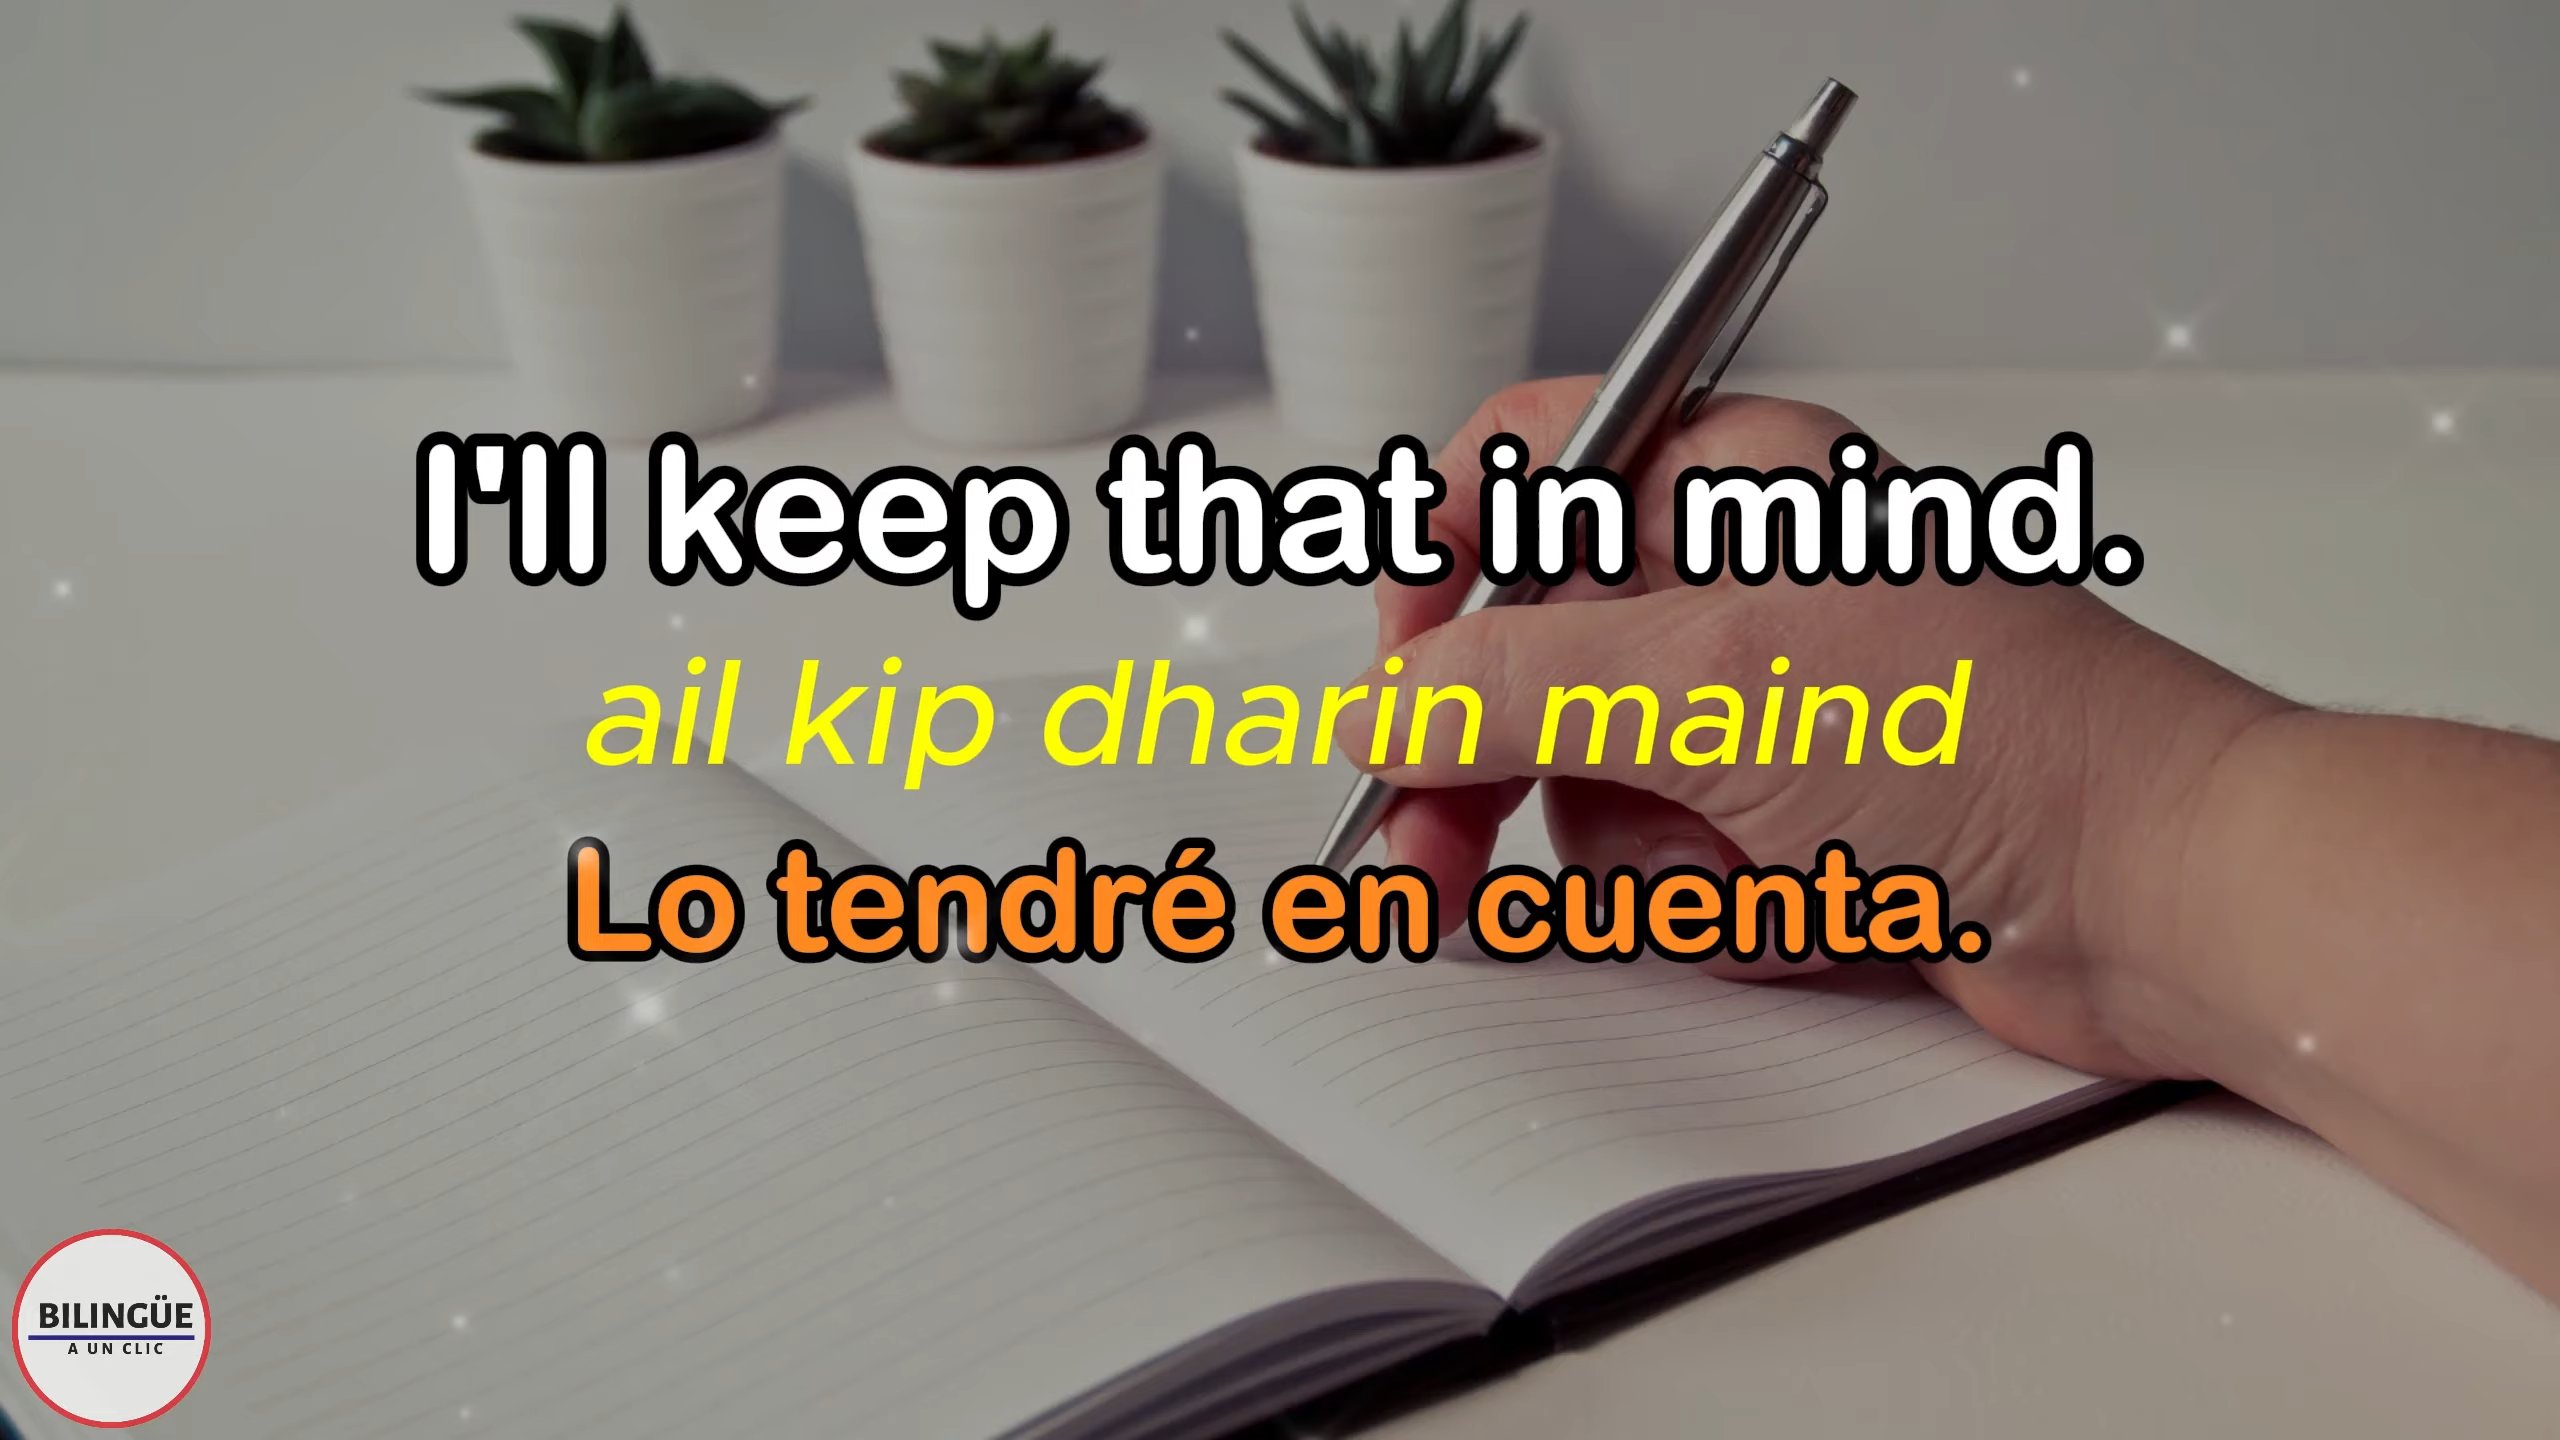 I'll keep that in mind.
ail kip dharin maind
Lo tendré en cuenta.
BILINGÜE
A UN CLIC